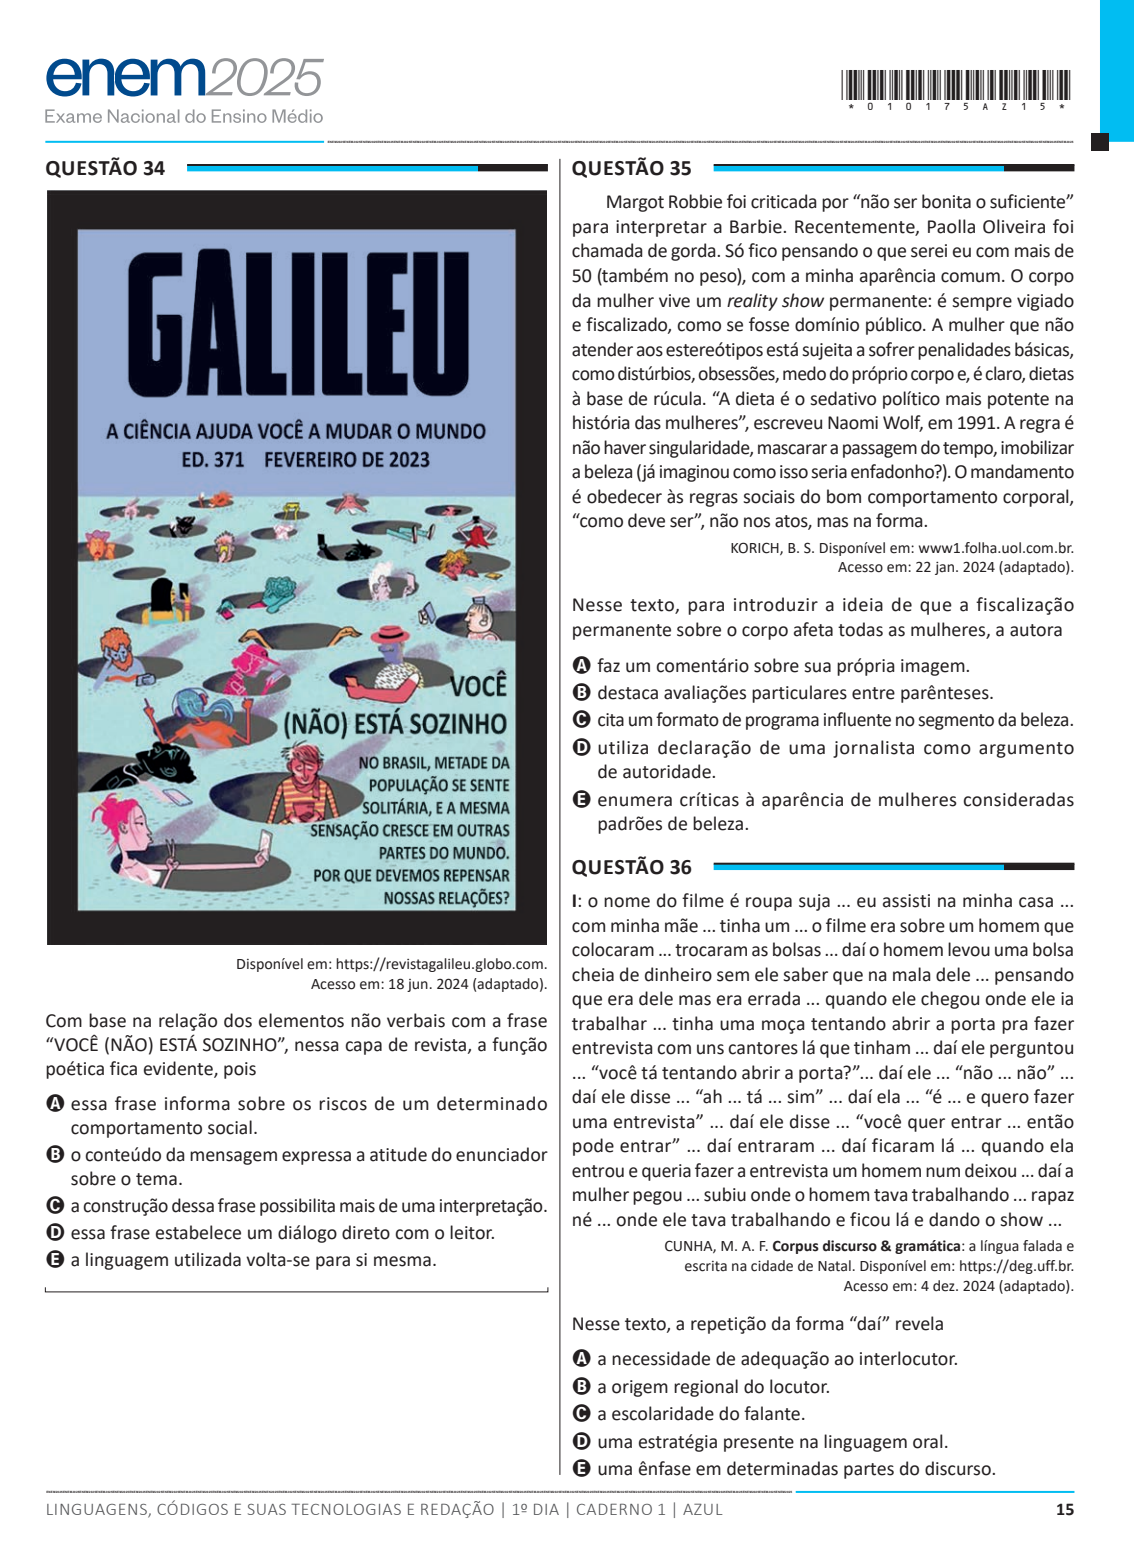 enem2025
Exame Nacional do Ensino Médio
*010175AZ15*
QUESTÃO 34
GALILEU
A CIÊNCIA AJUDA VOCÊ A MUDAR O MUNDO
ED. 371 FEVEREIRO DE 2023
VOCÊ
(NÃO) ESTÁ SOZINHO
NO BRASIL, METADE DA
POPULAÇÃO SE SENTE
SOLITÁRIA, E A MESMA
SENSAÇÃO CRESCE EM OUTRAS
PARTES DO MUNDO.
POR QUE DEVEMOS REPENSAR
NOSSAS RELAÇÕES?
Disponível em: https://revistagalileu.globo.com.
Acesso em: 18 jun. 2024 (adaptado).
Com base na relação dos elementos não verbais com a frase
“VOCÊ (NÃO) ESTÁ SOZINHO”, nessa capa de revista, a função
poética fica evidente, pois
A essa frase informa sobre os riscos de um determinado
comportamento social.
B o conteúdo da mensagem expressa a atitude do enunciador
sobre o tema.
C a construção dessa frase possibilita mais de uma interpretação.
D essa frase estabelece um diálogo direto com o leitor.
E a linguagem utilizada volta-se para si mesma.
QUESTÃO 35
Margot Robbie foi criticada por “não ser bonita o suficiente”
para interpretar a Barbie. Recentemente, Paolla Oliveira foi
chamada de gorda. Só fico pensando o que serei eu com mais de
50 (também no peso), com a minha aparência comum. O corpo
da mulher vive um reality show permanente: é sempre vigiado
e fiscalizado, como se fosse domínio público. A mulher que não
atender aos estereótipos está sujeita a sofrer penalidades básicas,
como distúrbios, obsessões, medo do próprio corpo e, é claro, dietas
à base de rúcula. “A dieta é o sedativo político mais potente na
história das mulheres”, escreveu Naomi Wolf, em 1991. A regra é
não haver singularidade, mascarar a passagem do tempo, imobilizar
a beleza (já imaginou como isso seria enfadonho?). O mandamento
é obedecer às regras sociais do bom comportamento corporal,
“como deve ser”, não nos atos, mas na forma.
KORICH, B. S. Disponível em: www1.folha.uol.com.br.
Acesso em: 22 jan. 2024 (adaptado).
Nesse texto, para introduzir a ideia de que a fiscalização
permanente sobre o corpo afeta todas as mulheres, a autora
A faz um comentário sobre sua própria imagem.
B destaca avaliações particulares entre parênteses.
C cita um formato de programa influente no segmento da beleza.
D utiliza declaração de uma jornalista como argumento
de autoridade.
E enumera críticas à aparência de mulheres consideradas
padrões de beleza.
QUESTÃO 36
I: o nome do filme é roupa suja ... eu assisti na minha casa ...
com minha mãe ... tinha um ... o filme era sobre um homem que
colocaram ... trocaram as bolsas ... daí o homem levou uma bolsa
cheia de dinheiro sem ele saber que na mala dele ... pensando
que era dele mas era errada ... quando ele chegou onde ele ia
trabalhar ... tinha uma moça tentando abrir a porta pra fazer
entrevista com uns cantores lá que tinham ... daí ele perguntou
... “você tá tentando abrir a porta?”... daí ele ... “não ... não” ...
daí ele disse ... “ah ... tá ... sim” ... daí ela ... “é ... e quero fazer
uma entrevista” ... daí ele disse ... “você quer entrar ... então
pode entrar” ... daí entraram ... daí ficaram lá ... quando ela
entrou e queria fazer a entrevista um homem num deixou ... daí a
mulher pegou ... subiu onde o homem tava trabalhando ... rapaz
né ... onde ele tava trabalhando e ficou lá e dando o show ...
CUNHA, M. A. F. Corpus discurso & gramática: a língua falada e
escrita na cidade de Natal. Disponível em: https://deg.uff.br.
Acesso em: 4 dez. 2024 (adaptado).
Nesse texto, a repetição da forma “daí” revela
A a necessidade de adequação ao interlocutor.
B a origem regional do locutor.
C a escolaridade do falante.
D uma estratégia presente na linguagem oral.
E uma ênfase em determinadas partes do discurso.
LINGUAGENS, CÓDIGOS E SUAS TECNOLOGIAS E REDAÇÃO | 1º DIA | CADERNO 1 | AZUL
15